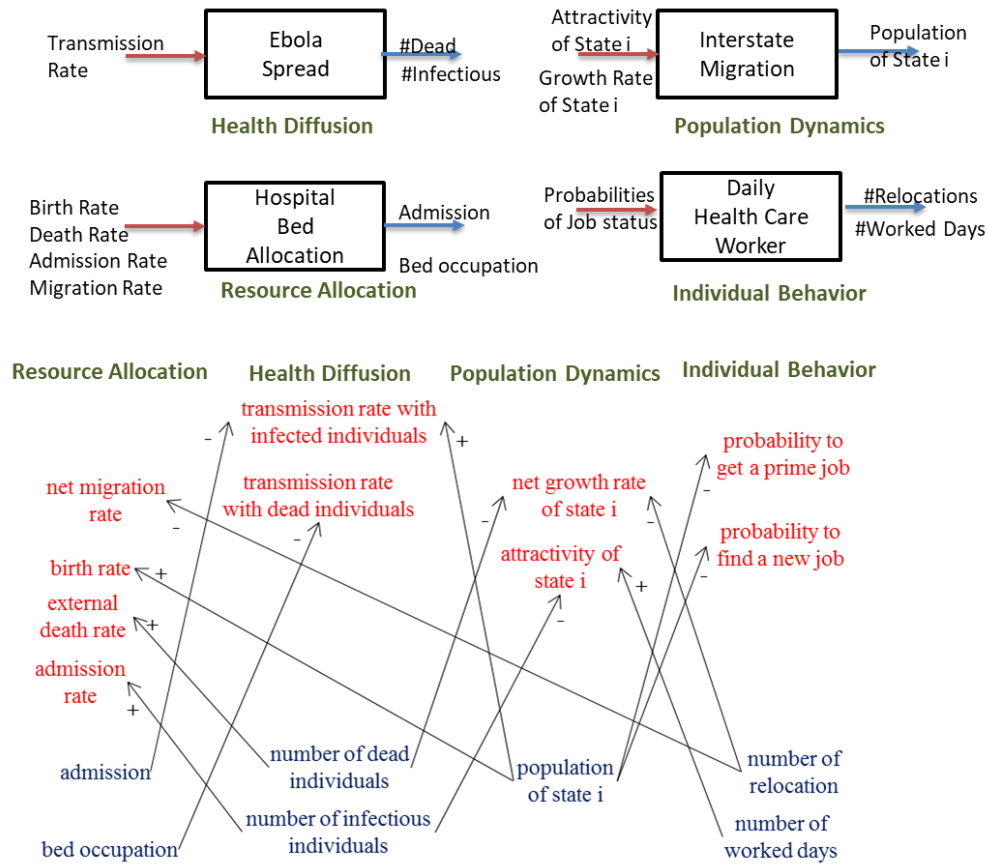 Transmission
Rate
Ebola
Spread
#Dead
#Infectious
Health Diffusion
Attractivity
of State i
Growth Rate
of State i
Interstate
Migration
Population
of State i
Population Dynamics
Birth Rate
Death Rate
Admission Rate
Migration Rate
Hospital
Bed
Allocation
Admission
Bed occupation
Resource Allocation
Probabilities
of Job status
Daily
Health Care
Worker
#Relocations
#Worked Days
Individual Behavior
Resource Allocation
Health Diffusion
Population Dynamics
Individual Behavior
transmission rate with
infected individuals
-
+
probability to
get a prime job
-
net migration
rate
-
transmission rate
with dead individuals
-
net growth rate
of state i
-
-
probability to
find a new job
-
birth rate
+
attractivity of
state i
-
+
external
death rate
+
admission
rate
+
admission
number of dead
individuals
population
of state i
number of
relocation
bed occupation
number of infectious
individuals
number of
worked days